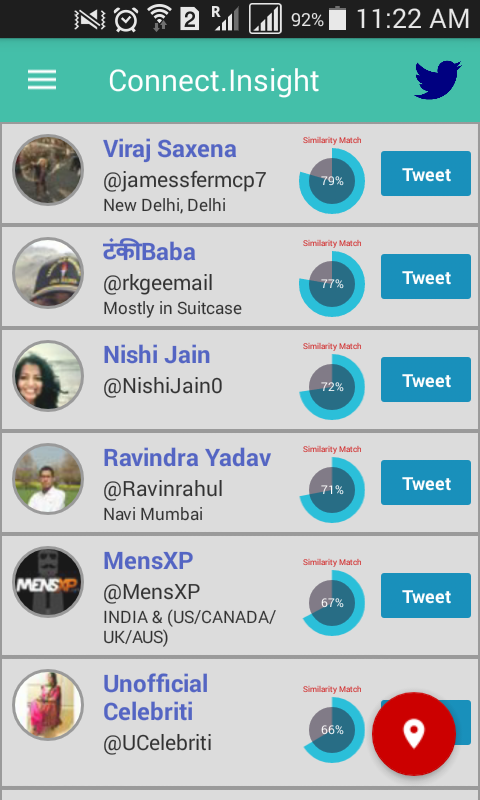 2 R 92% 11:22 AM
Connect.Insight
Viraj Saxena
@jamessfermcp7
New Delhi, Delhi
Similarity Match
79%
Tweet
टंकीBaba
@rkgeemail
Mostly in Suitcase
Similarity Match
77%
Tweet
Nishi Jain
@NishiJain0
Similarity Match
72%
Tweet
Ravindra Yadav
@Ravinrahul
Navi Mumbai
Similarity Match
71%
Tweet
MENSXP
MensXP
@MensXP
INDIA & (US/CANADA/
UK/AUS)
Similarity Match
67%
Tweet
Unofficial
Celebriti
@UCelebriti
Similarity Match
66%